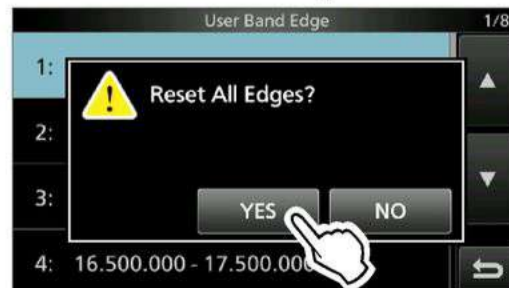 User Band Edge 1/8
1:
Reset All Edges?
2:
3:
YES NO
4: 16.500.000 - 17.500.000